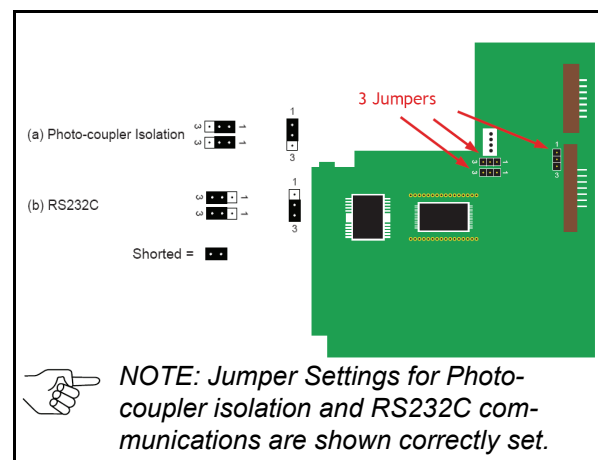 3 Jumpers
1
(a) Photo-coupler Isolation
3 1
3 1
3
1
(b) RS232C
3 1
3 1
3
Shorted =
3 1
3 1
1
3
NOTE: Jumper Settings for Photo-
coupler isolation and RS232C com-
munications are shown correctly set.